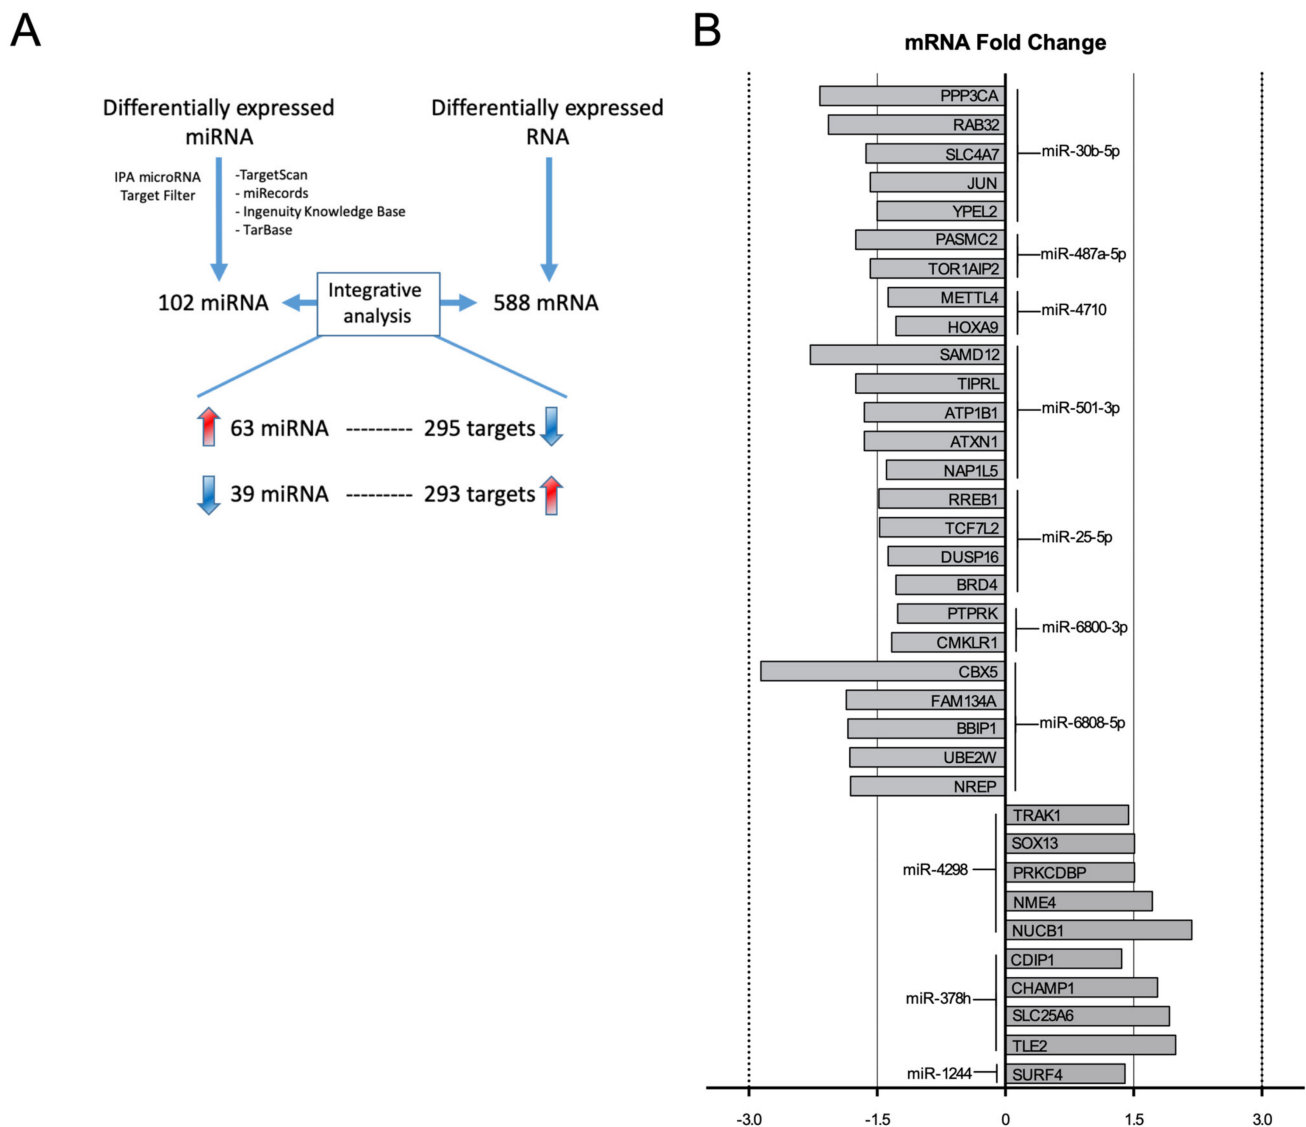 A
Differentially expressed
miRNA
Differentially expressed
RNA
IPA microRNA
Target Filter
-TargetScan
- miRecords
- Ingenuity Knowledge Base
- TarBase
102 miRNA
Integrative
analysis
588 mRNA
63 miRNA --------- 295 targets
39 miRNA --------- 293 targets
B
mRNA Fold Change
PPP3CA
RAB32
SLC4A7
miR-30b-5p
JUN
YPEL2
PASMC2
miR-487a-5p
TOR1AIP2
METTL4
miR-4710
HOXA9
SAMD12
TIPRL
ATP1B1
miR-501-3p
ATXN1
NAP1L5
RREB1
TCF7L2
miR-25-5p
DUSP16
BRD4
PTPRK
miR-6800-3p
CMKLR1
CBX5
FAM134A
miR-6808-5p
BBIP1
UBE2W
NREP
TRAK1
SOX13
miR-4298
PRKCDBP
NME4
NUCB1
CDIP1
CHAMP1
miR-378h
SLC25A6
TLE2
miR-1244
SURF4
-3.0 -1.5 0 1.5 3.0